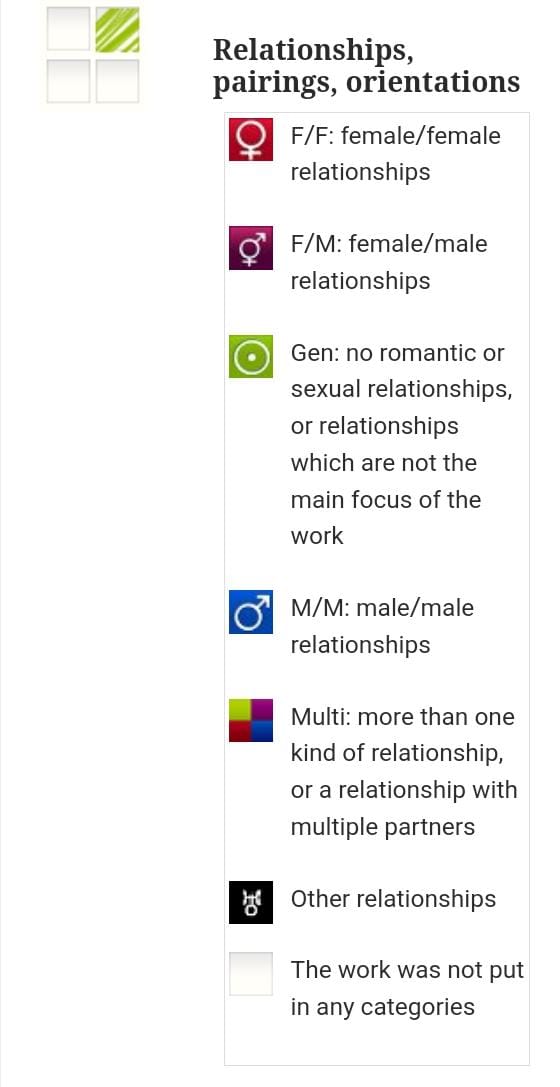 Relationships,
pairings, orientations
F/F: female/female
relationships
F/M: female/male
relationships
Gen: no romantic or
sexual relationships,
or relationships
which are not the
main focus of the
work
M/M: male/male
relationships
Multi: more than one
kind of relationship,
or a relationship with
multiple partners
Other relationships
The work was not put
in any categories